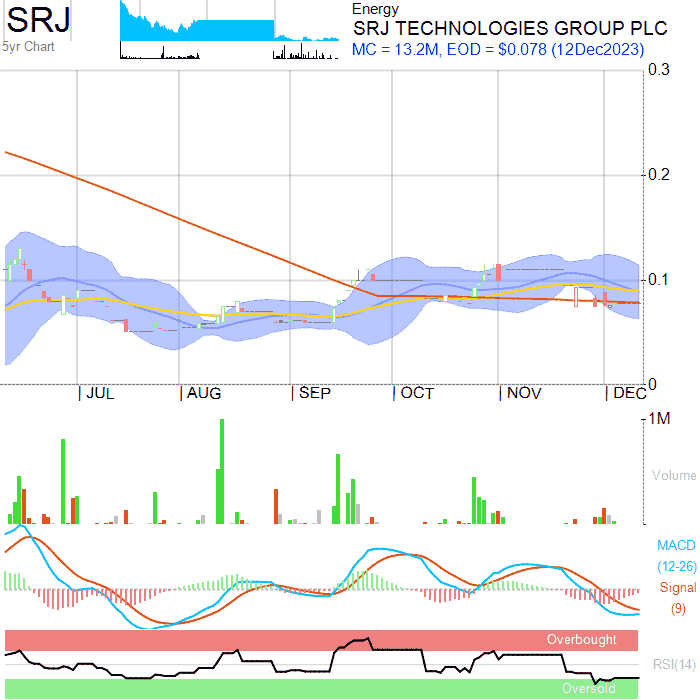 SRJ
5yr Chart
Energy
SRJ TECHNOLOGIES GROUP PLC
MC = 13.2M, EOD = $0.078 (12Dec2023)
0.3
0.2
0.1
0
JUL
AUG
SEP
OCT
NOV
DEC
1M
Volume
MACD
(12-26)
Signal
(9)
Overbought
RSI(14)
Oversold